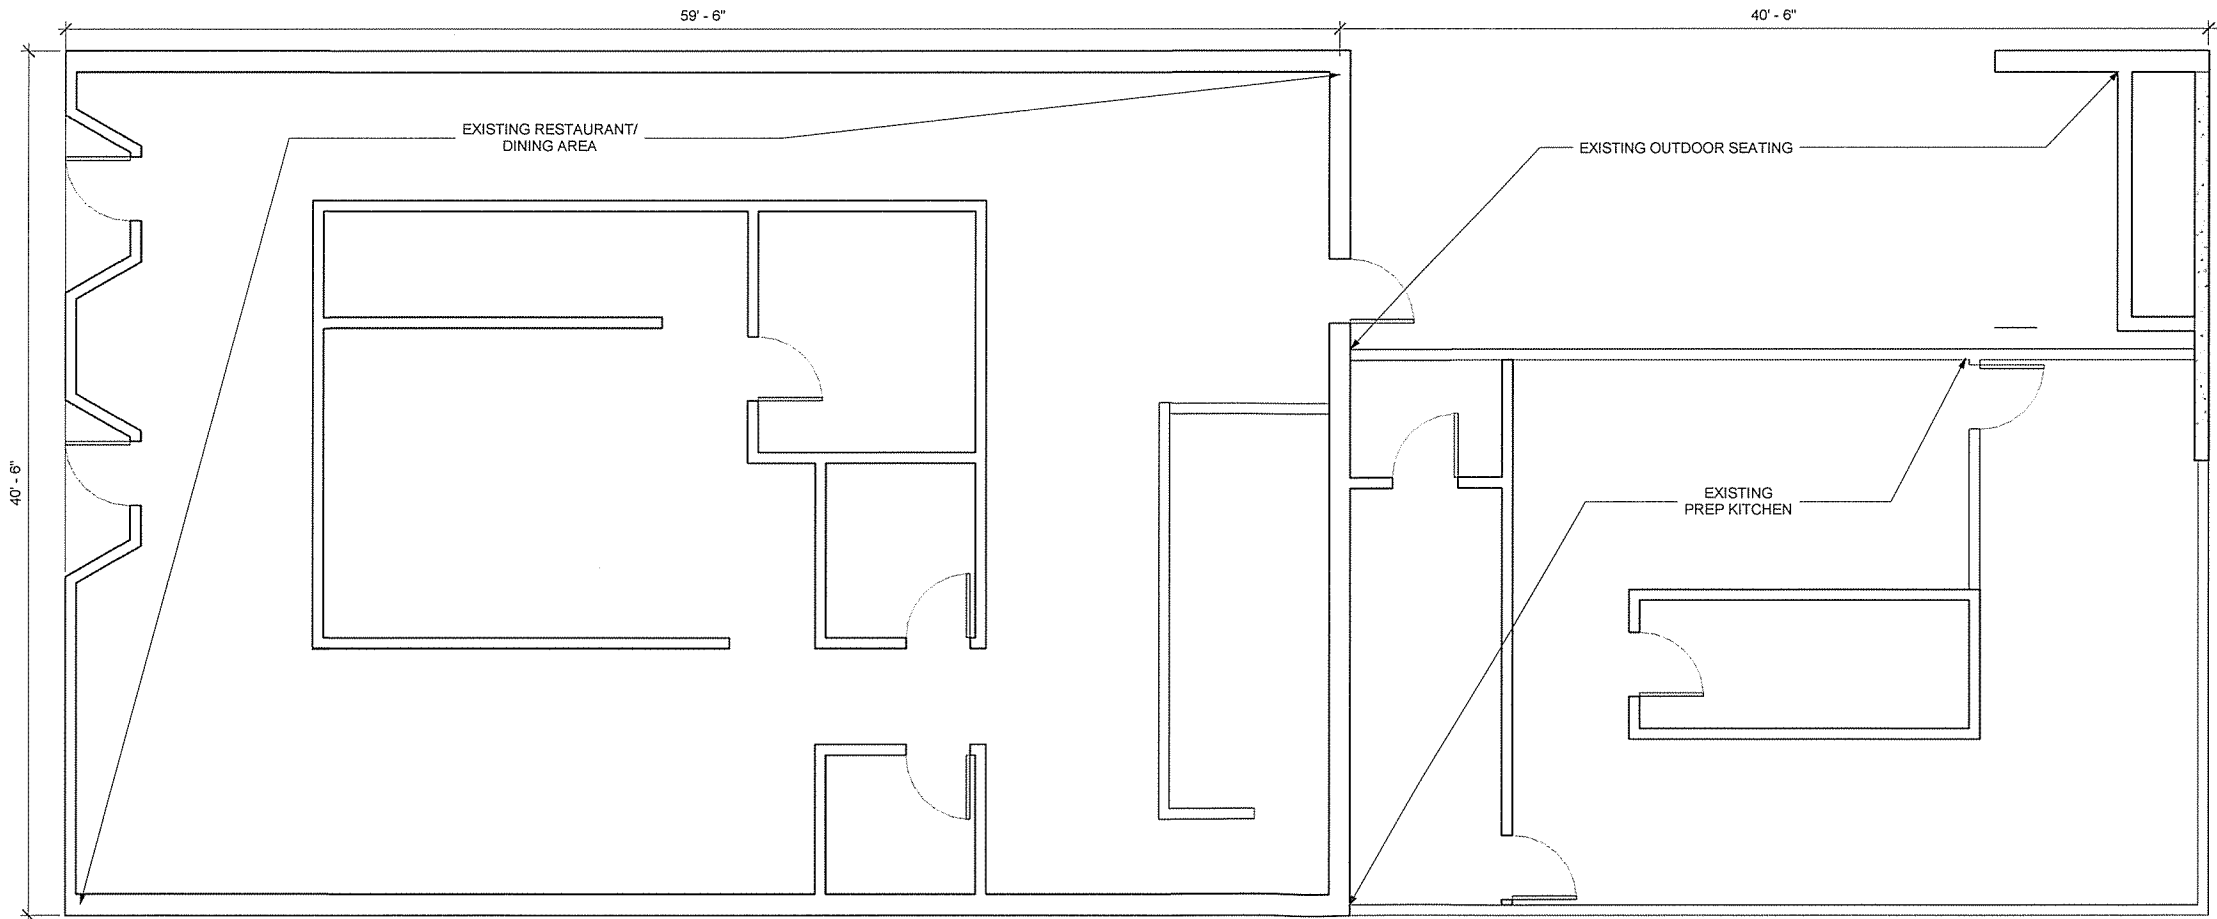 59' - 6"
40' - 6"
EXISTING RESTAURANT/
DINING AREA
EXISTING OUTDOOR SEATING
40' - 6"
EXISTING
PREP KITCHEN